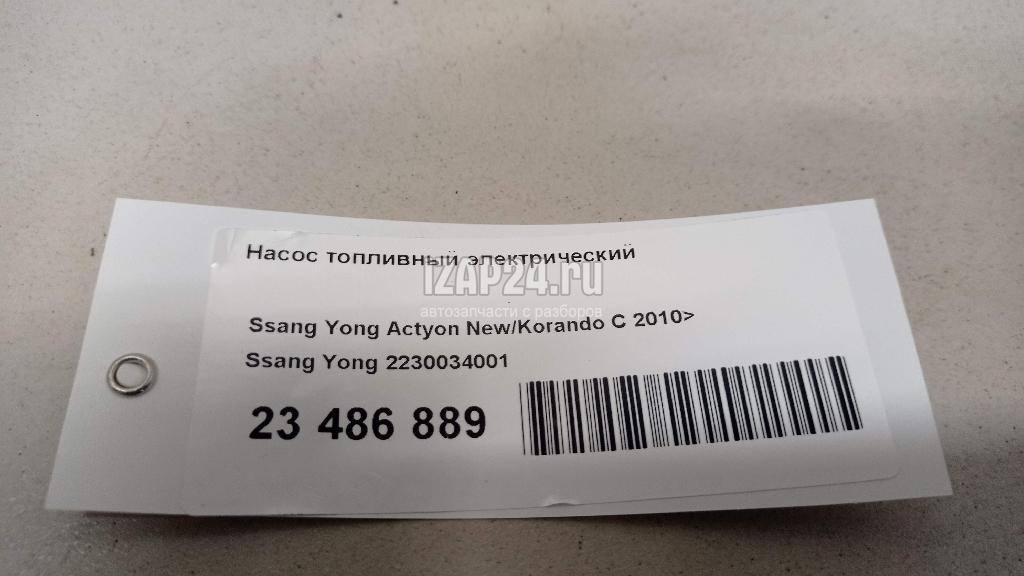 Насос топливный электрический
IZAP24.ru
автозапчасти с разборов
Ssang Yong Actyon New/Korando C 2010>
Ssang Yong 2230034001
23 486 889